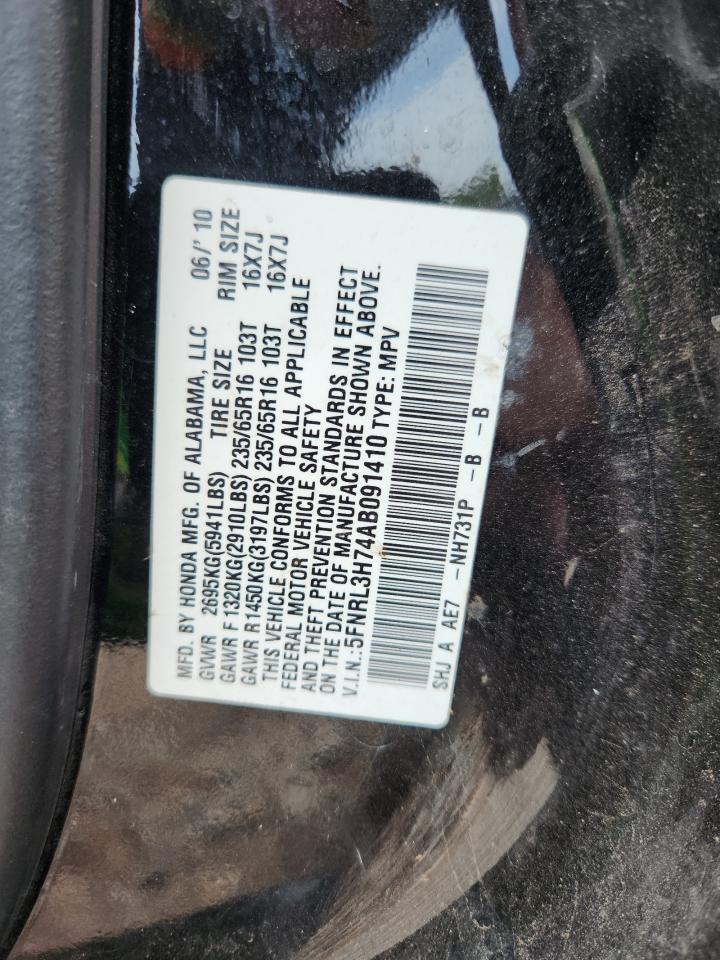 MFD. BY HONDA MFG. OF ALABAMA, LLC 06/' 10
GVWR 2695KG(5941LBS) TIRE SIZE RIM SIZE
GAWR F1320KG(2910LBS) 235/65R16 103T 16X7J
GAWR R1450KG(3197LBS) 235/65R16 103T 16X7J
THIS VEHICLE CONFORMS TO ALL APPLICABLE
FEDERAL MOTOR VEHICLE SAFETY
AND THEFT PREVENTION STANDARDS IN EFFECT
ON THE DATE OF MANUFACTURE SHOWN ABOVE.
V.I.N.:5FNRL3H74AB091410 TYPE: MPV
SHJ A AE7 -NH731P -B -B